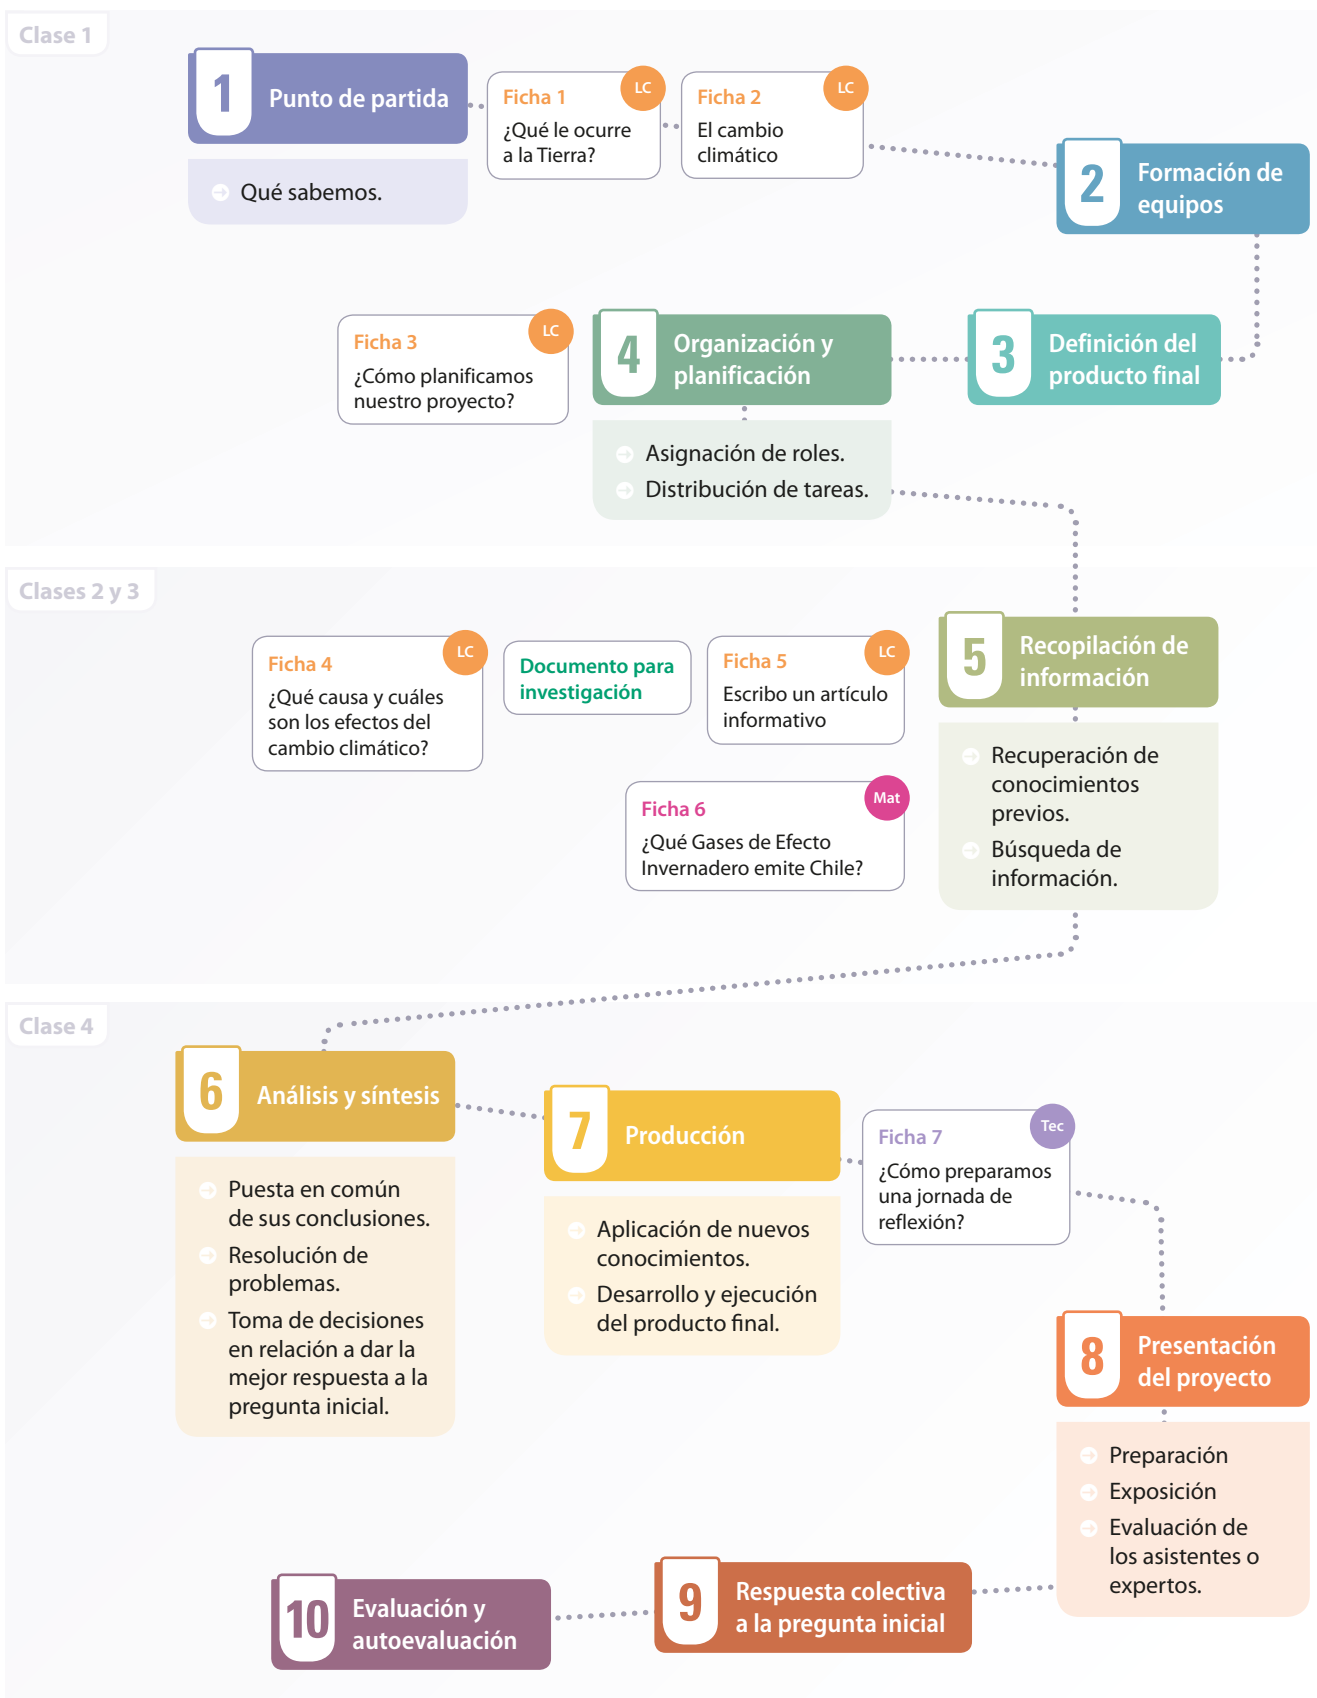 Clase 1
1
Punto de partida
Qué sabemos.
LC
Ficha 1
¿Qué le ocurre
a la Tierra?
LC
Ficha 2
El cambio
climático
2
Formación de
equipos
3
Definición del
producto final
4
Organización y
planificación
Asignación de roles.
Distribución de tareas.
LC
Ficha 3
¿Cómo planificamos
nuestro proyecto?
Clases 2 y 3
5
Recopilación de
información
Recuperación de
conocimientos
previos.
Búsqueda de
información.
LC
Ficha 4
¿Qué causa y cuáles
son los efectos del
cambio climático?
Documento para
investigación
LC
Ficha 5
Escribo un artículo
informativo
Mat
Ficha 6
¿Qué Gases de Efecto
Invernadero emite Chile?
Clase 4
6
Análisis y síntesis
Puesta en común
de sus conclusiones.
Resolución de
problemas.
Toma de decisiones
en relación a dar la
mejor respuesta a la
pregunta inicial.
7
Producción
Aplicación de nuevos
conocimientos.
Desarrollo y ejecución
del producto final.
Tec
Ficha 7
¿Cómo preparamos
una jornada de
reflexión?
8
Presentación
del proyecto
Preparación
Exposición
Evaluación de
los asistentes o
expertos.
9
Respuesta colectiva
a la pregunta inicial
10
Evaluación y
autoevaluación